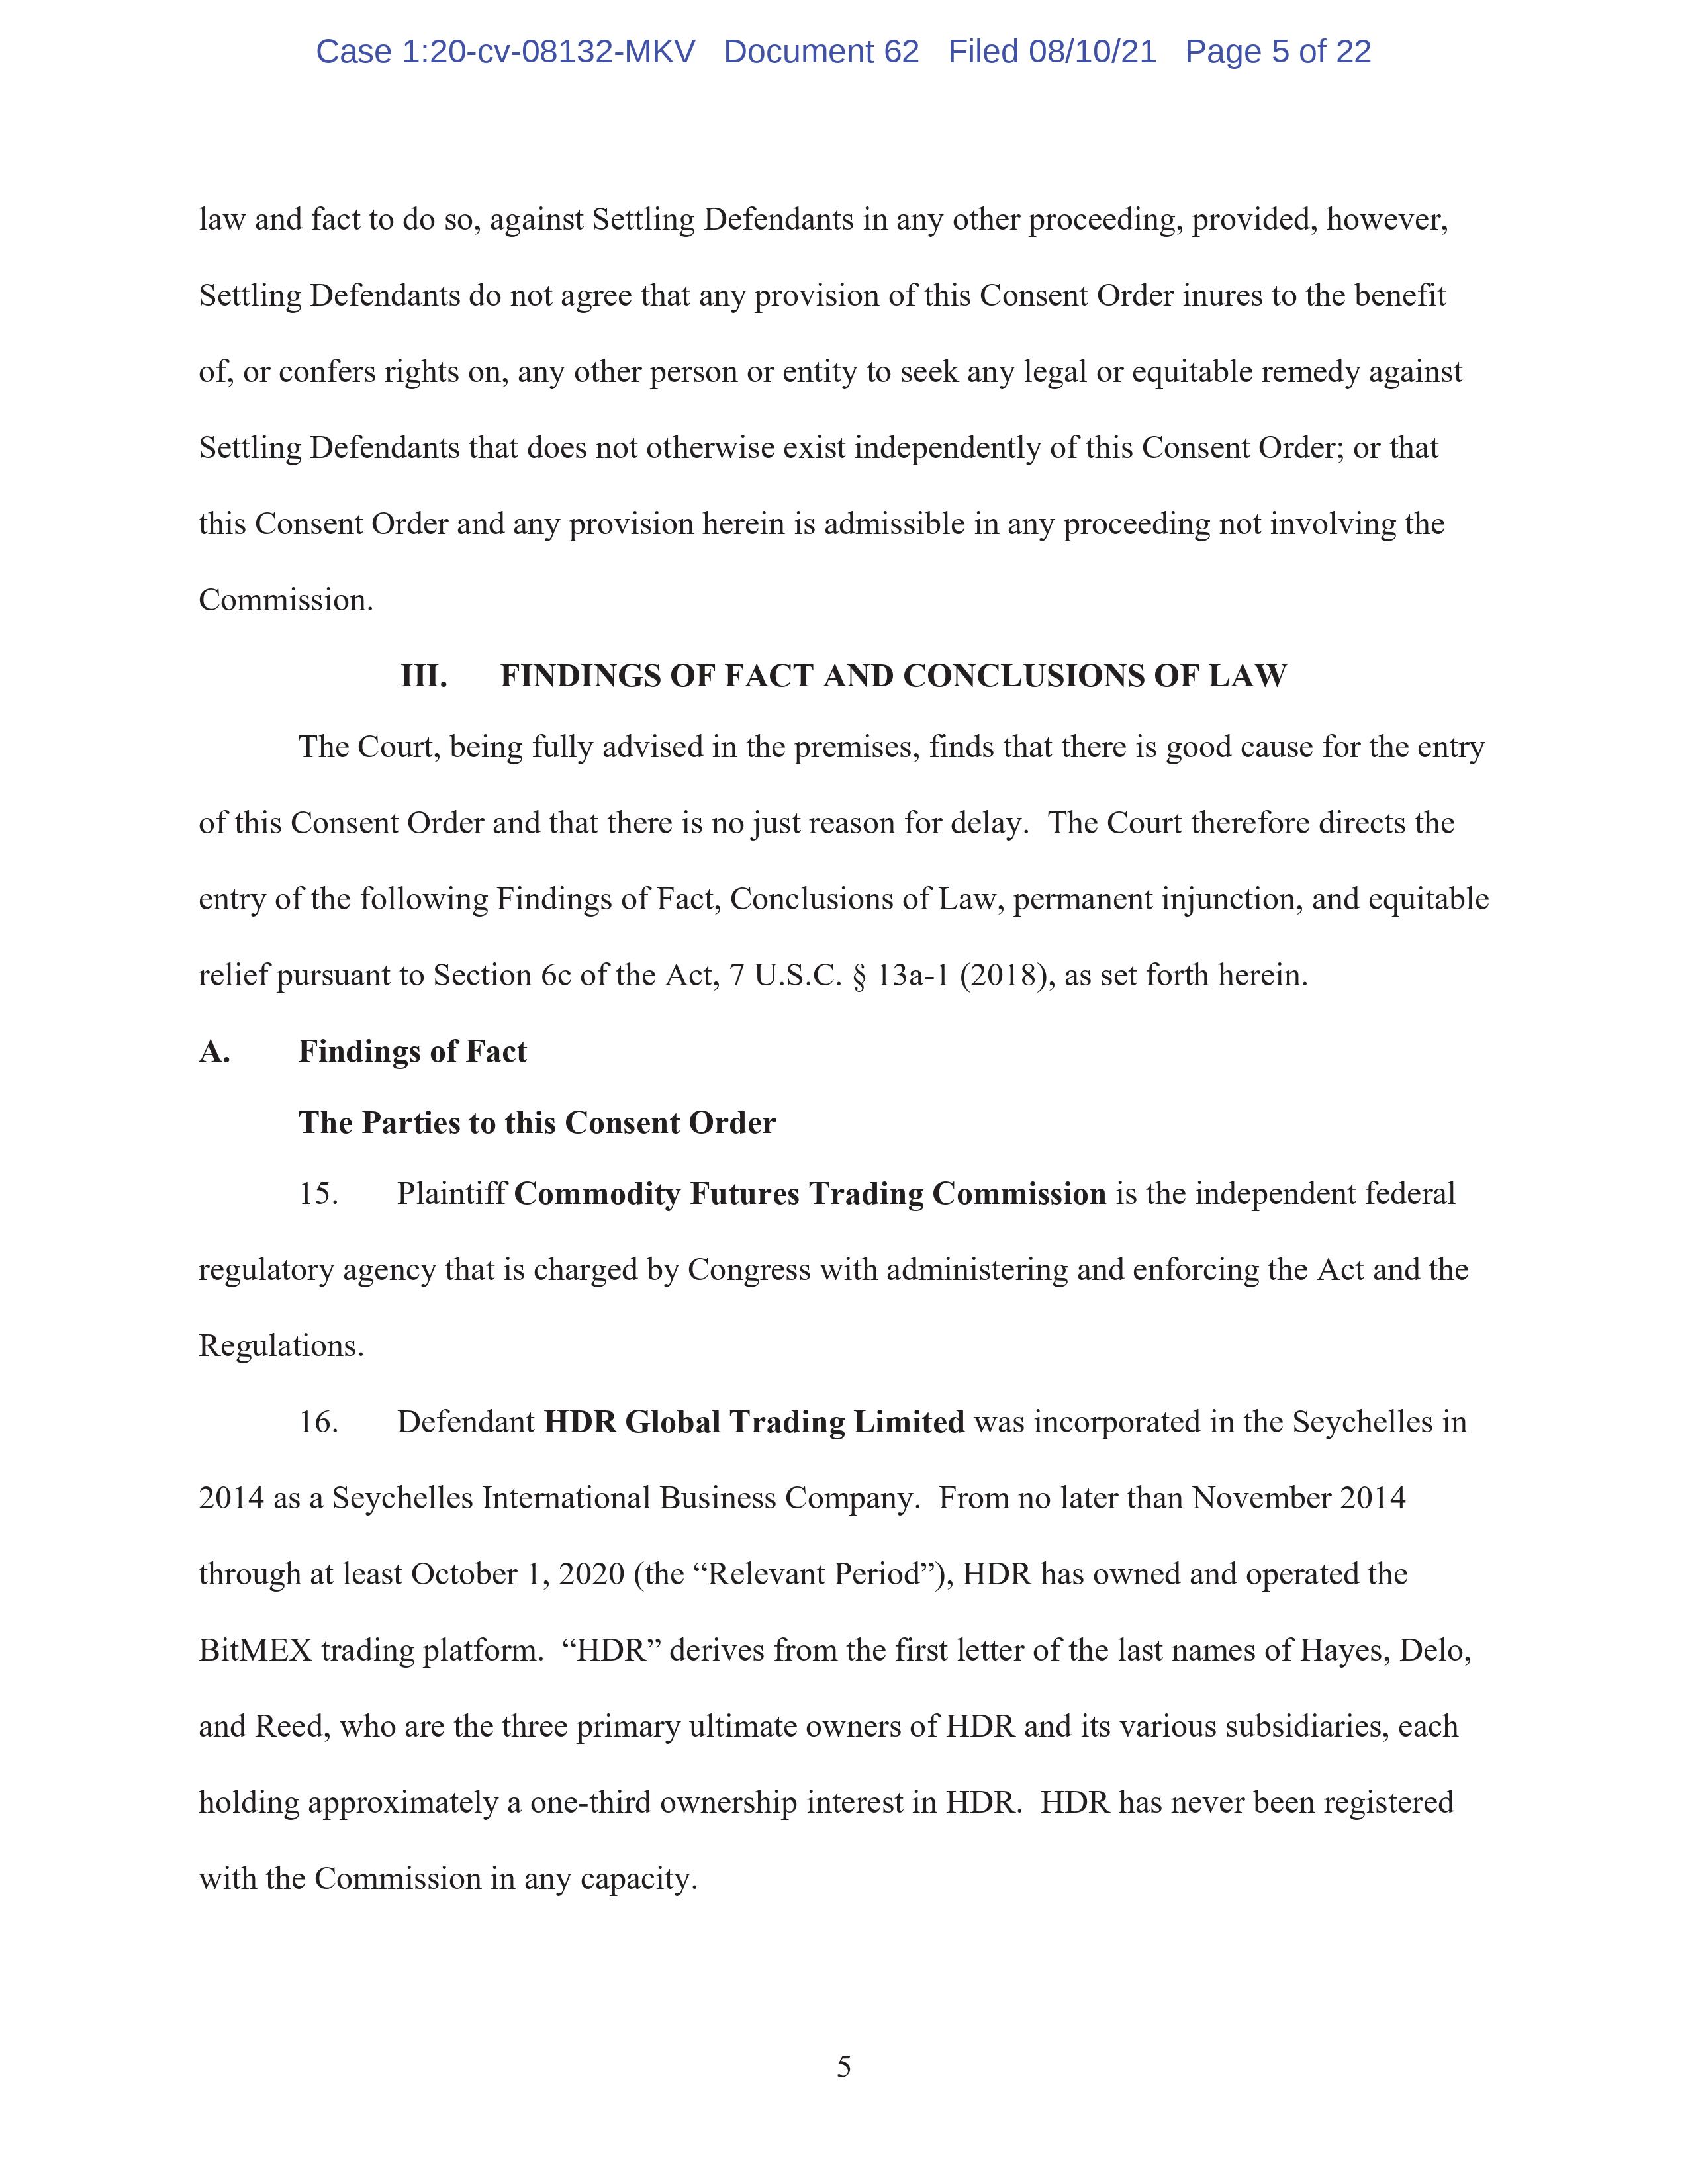 Case 1:20-cv-08132-MKV   Document 62   Filed 08/10/21   Page 5 of 22
law and fact to do so, against Settling Defendants in any other proceeding, provided, however,
Settling Defendants do not agree that any provision of this Consent Order inures to the benefit
of, or confers rights on, any other person or entity to seek any legal or equitable remedy against
Settling Defendants that does not otherwise exist independently of this Consent Order; or that
this Consent Order and any provision herein is admissible in any proceeding not involving the
Commission.
III. FINDINGS OF FACT AND CONCLUSIONS OF LAW
The Court, being fully advised in the premises, finds that there is good cause for the entry
of this Consent Order and that there is no just reason for delay.  The Court therefore directs the
entry of the following Findings of Fact, Conclusions of Law, permanent injunction, and equitable
relief pursuant to Section 6c of the Act, 7 U.S.C. § 13a-1 (2018), as set forth herein.
A. Findings of Fact
The Parties to this Consent Order
15. Plaintiff Commodity Futures Trading Commission is the independent federal
regulatory agency that is charged by Congress with administering and enforcing the Act and the
Regulations.
16. Defendant HDR Global Trading Limited was incorporated in the Seychelles in
2014 as a Seychelles International Business Company.  From no later than November 2014
through at least October 1, 2020 (the “Relevant Period”), HDR has owned and operated the
BitMEX trading platform.  “HDR” derives from the first letter of the last names of Hayes, Delo,
and Reed, who are the three primary ultimate owners of HDR and its various subsidiaries, each
holding approximately a one-third ownership interest in HDR.  HDR has never been registered
with the Commission in any capacity.
5